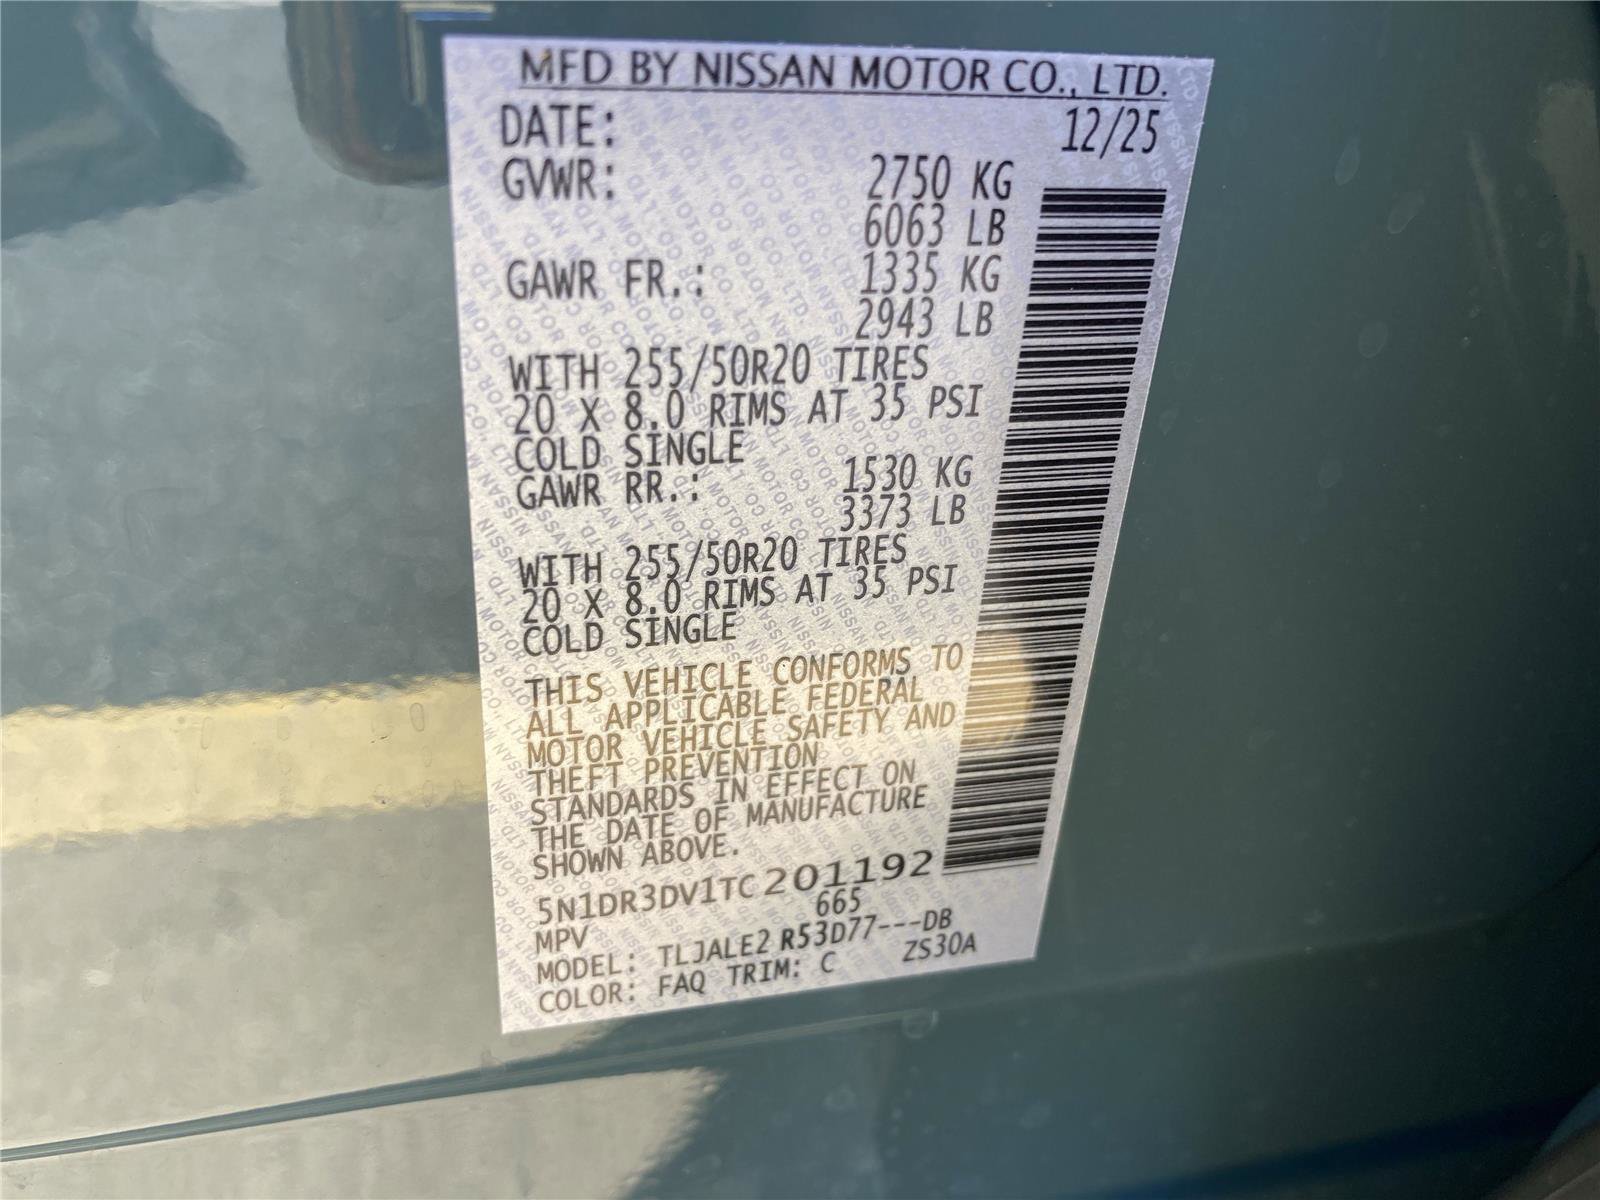 MFD BY NISSAN MOTOR CO., LTD.
DATE: 12/25
GVWR: 2750 KG
6063 LB
GAWR FR.: 1335 KG
2943 LB
WITH 255/50R20 TIRES
20 X 8.0 RIMS AT 35 PSI
COLD SINGLE
GAWR RR.: 1530 KG
3373 LB
WITH 255/50R20 TIRES
20 X 8.0 RIMS AT 35 PSI
COLD SINGLE
THIS VEHICLE CONFORMS TO
ALL APPLICABLE FEDERAL
MOTOR VEHICLE SAFETY AND
THEFT PREVENTION
STANDARDS IN EFFECT ON
THE DATE OF MANUFACTURE
SHOWN ABOVE.
5N1DR3DV1TC201192
MPV 665
MODEL: TLJALE2 R53D77---DB
COLOR: FAQ TRIM: C ZS30A